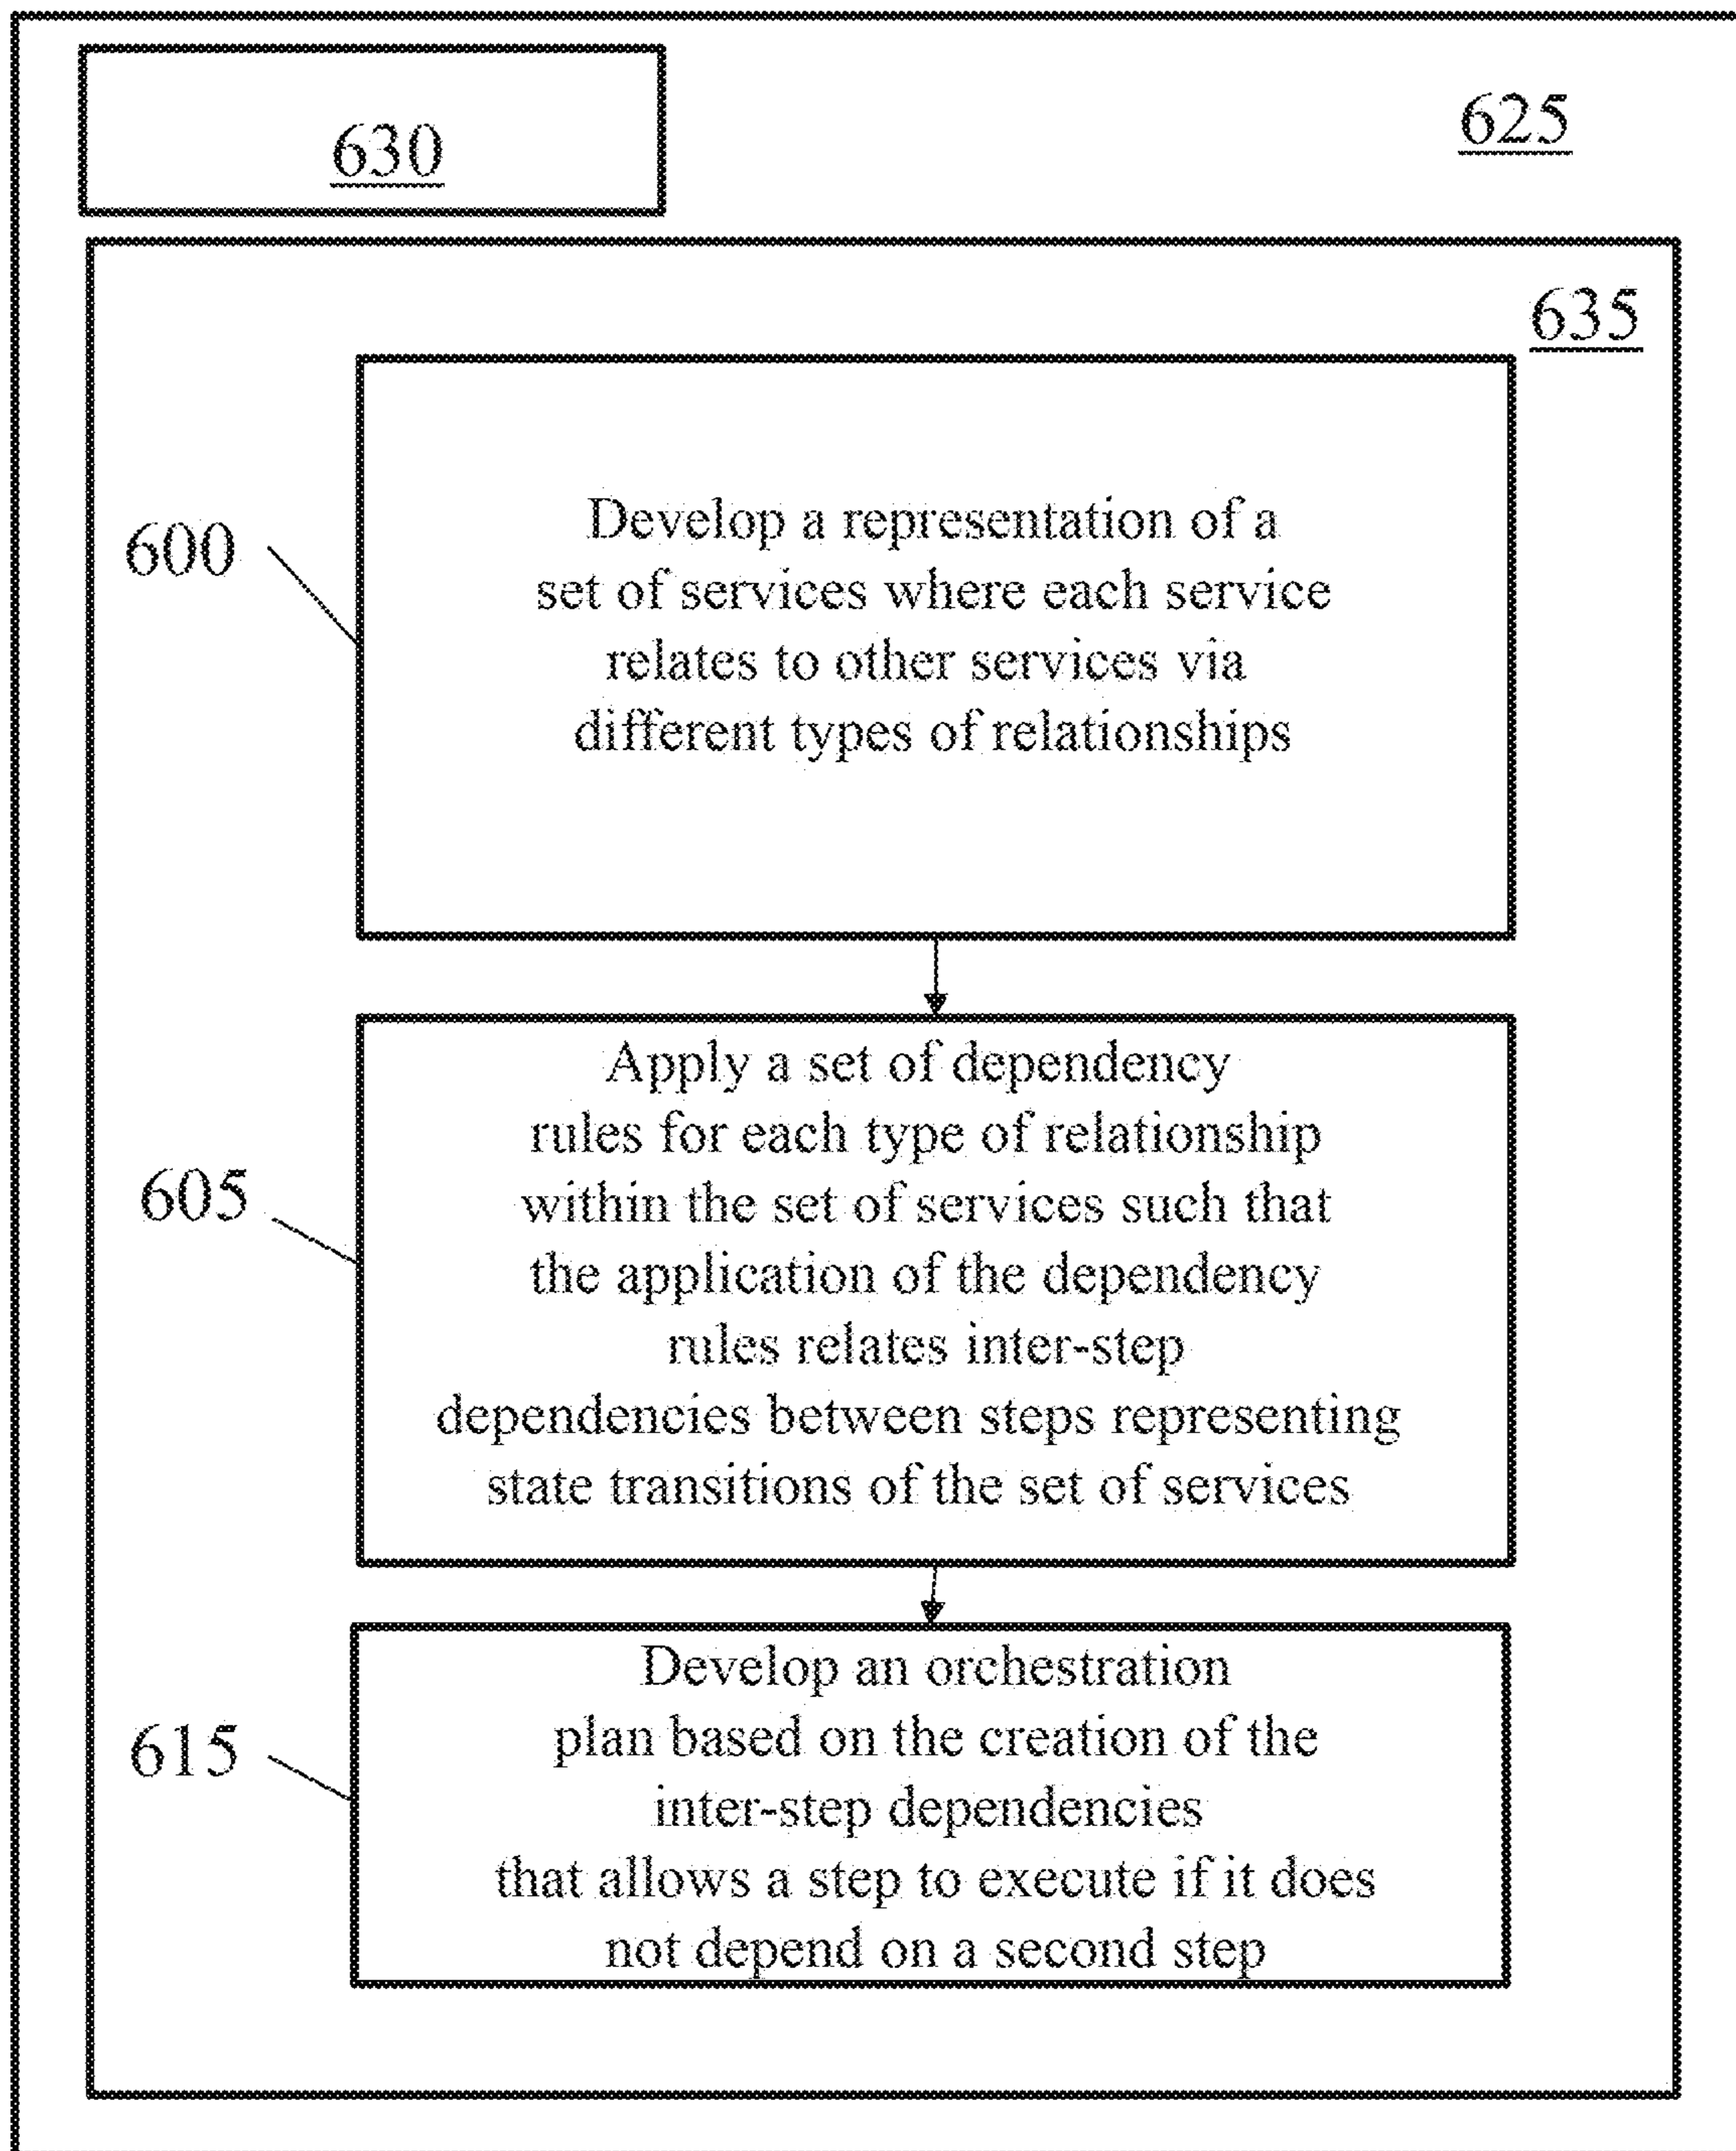 630
625
635
600
Develop a representation of a
set of services where each service
relates to other services via
different types of relationships
605
Apply a set of dependency
rules for each type of relationship
within the set of services such that
the application of the dependency
rules relates inter-step
dependencies between steps representing
state transitions of the set of services
615
Develop an orchestration
plan based on the creation of the
inter-step dependencies
that allows a step to execute if it does
not depend on a second step